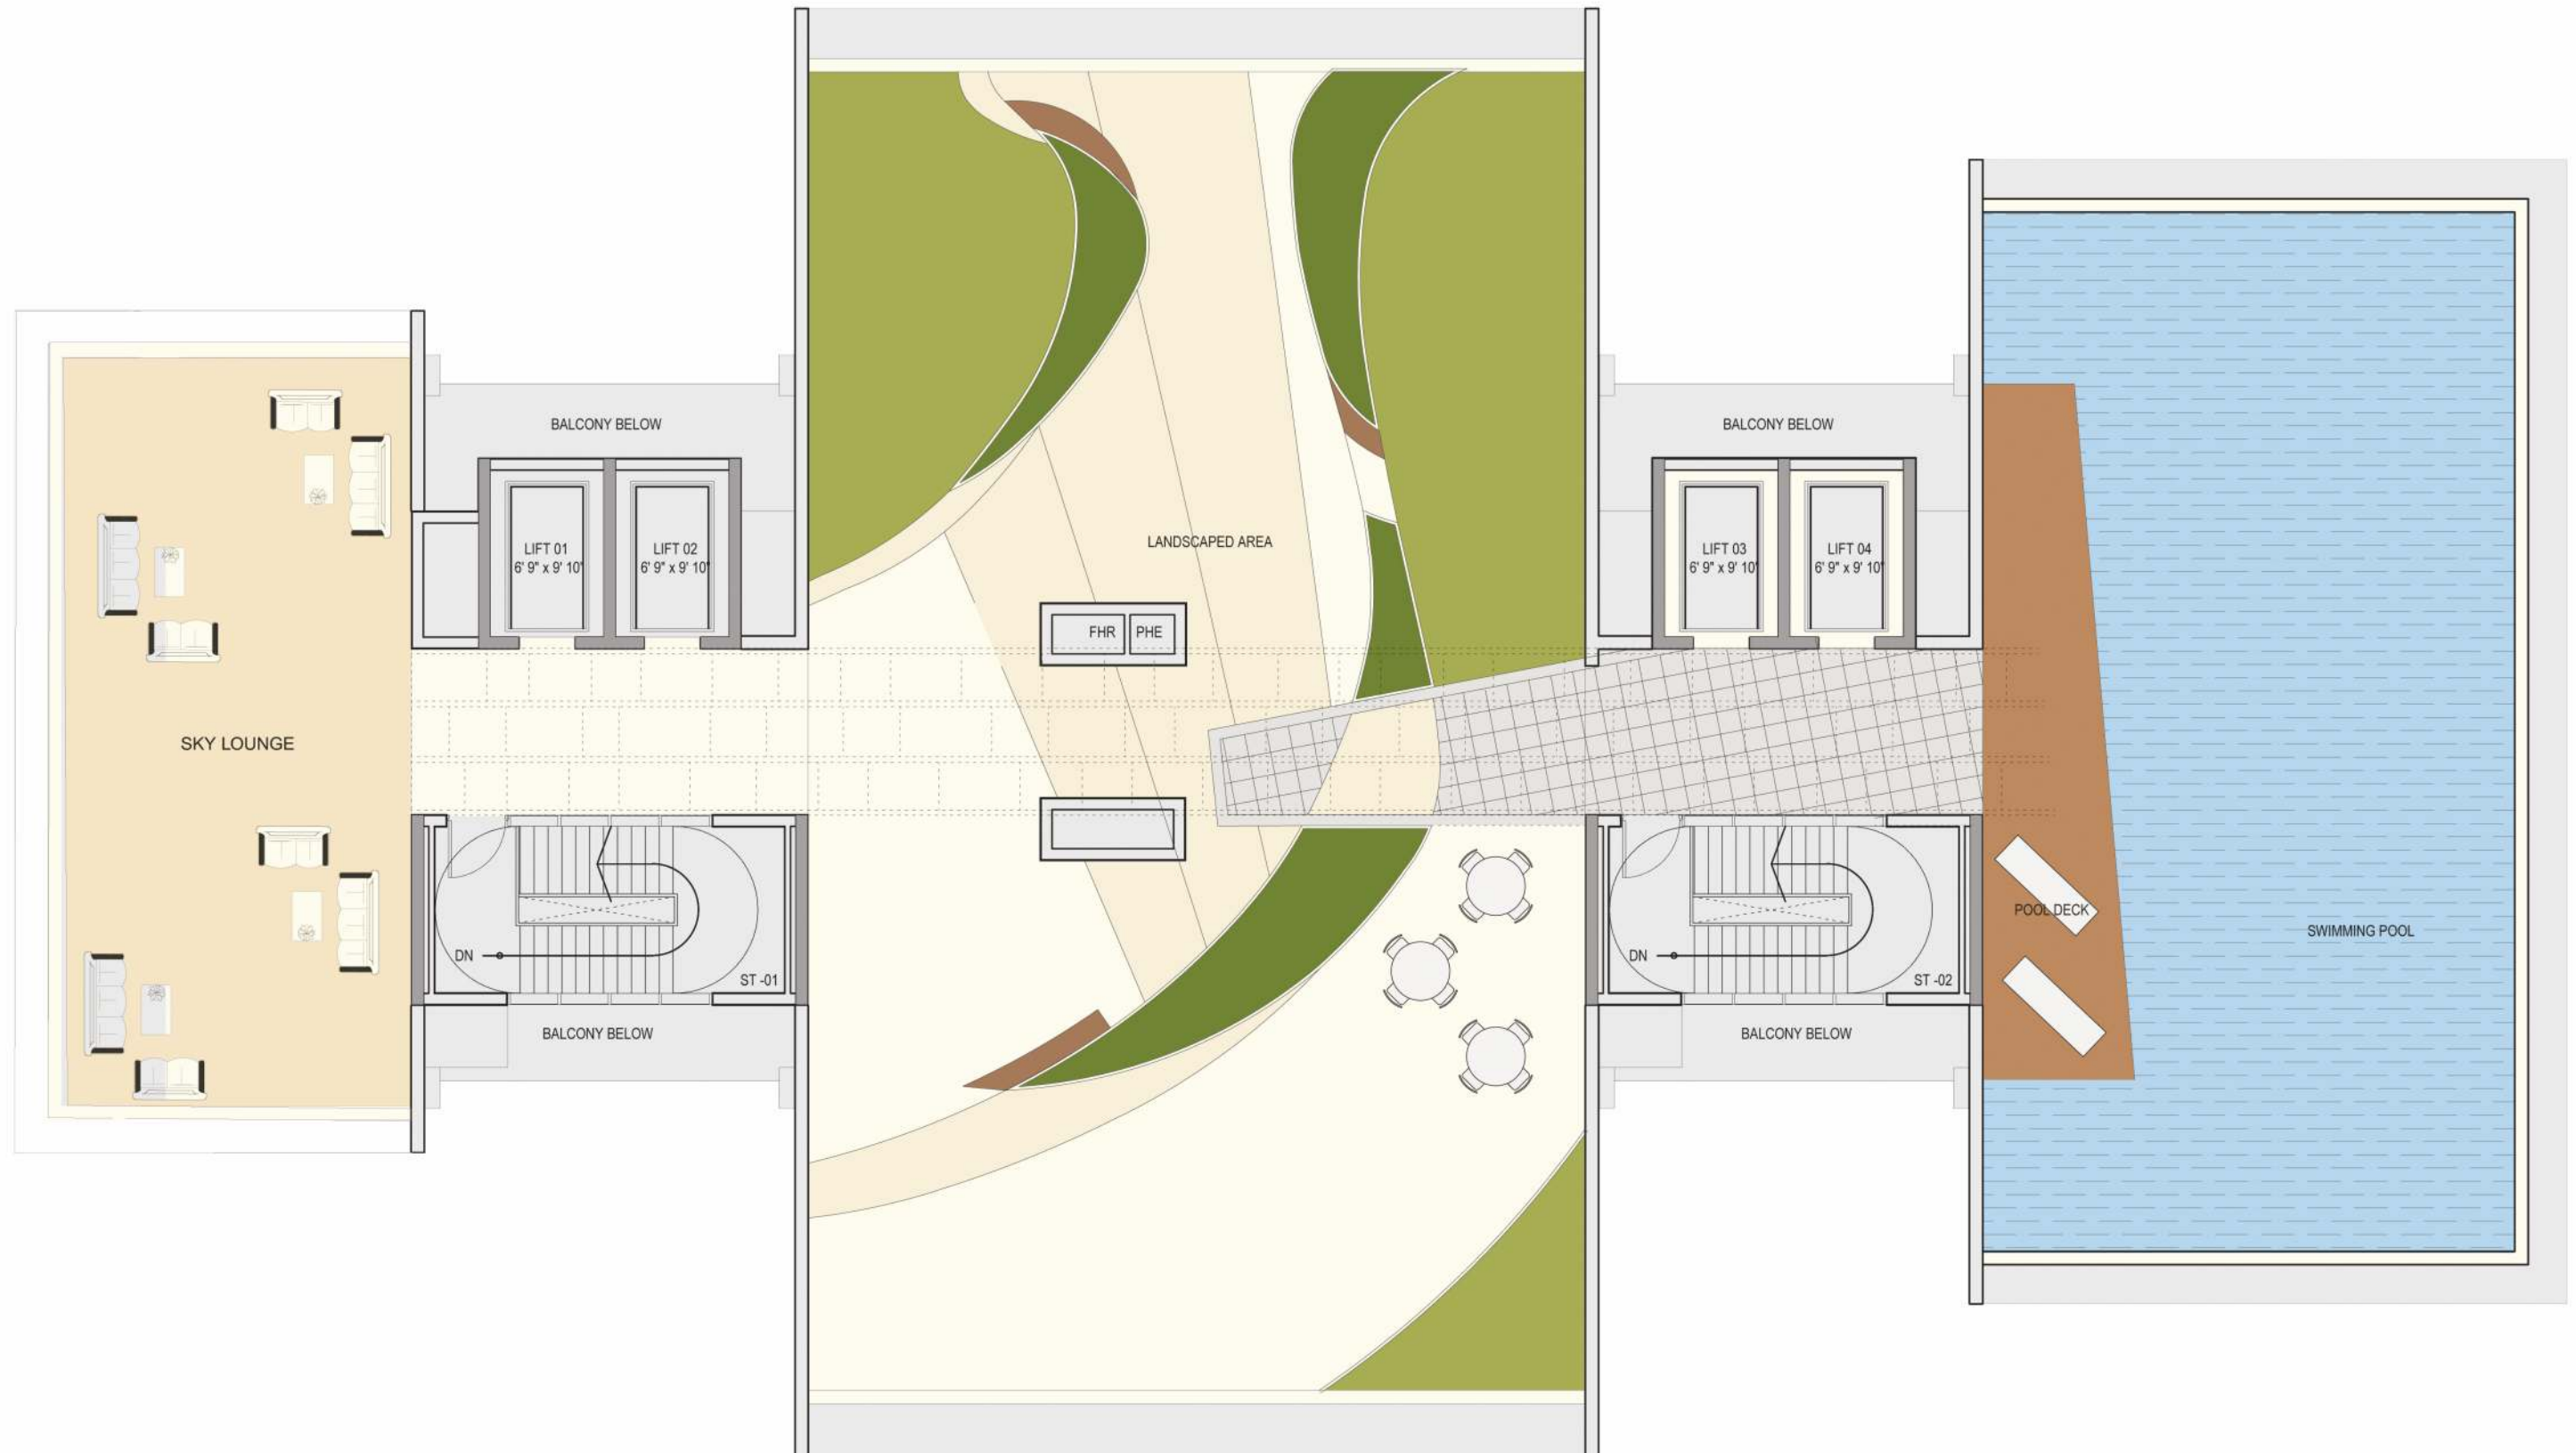 BALCONY BELOW
BALCONY BELOW
LIFT 01
6' 9" x 9' 10"
LIFT 02
6' 9" x 9' 10"
LANDSCAPED AREA
LIFT 03
6' 9" x 9' 10"
LIFT 04
6' 9" x 9' 10"
FHR
PHE
SKY LOUNGE
POOL DECK
SWIMMING POOL
DN
ST -01
DN
ST -02
BALCONY BELOW
BALCONY BELOW